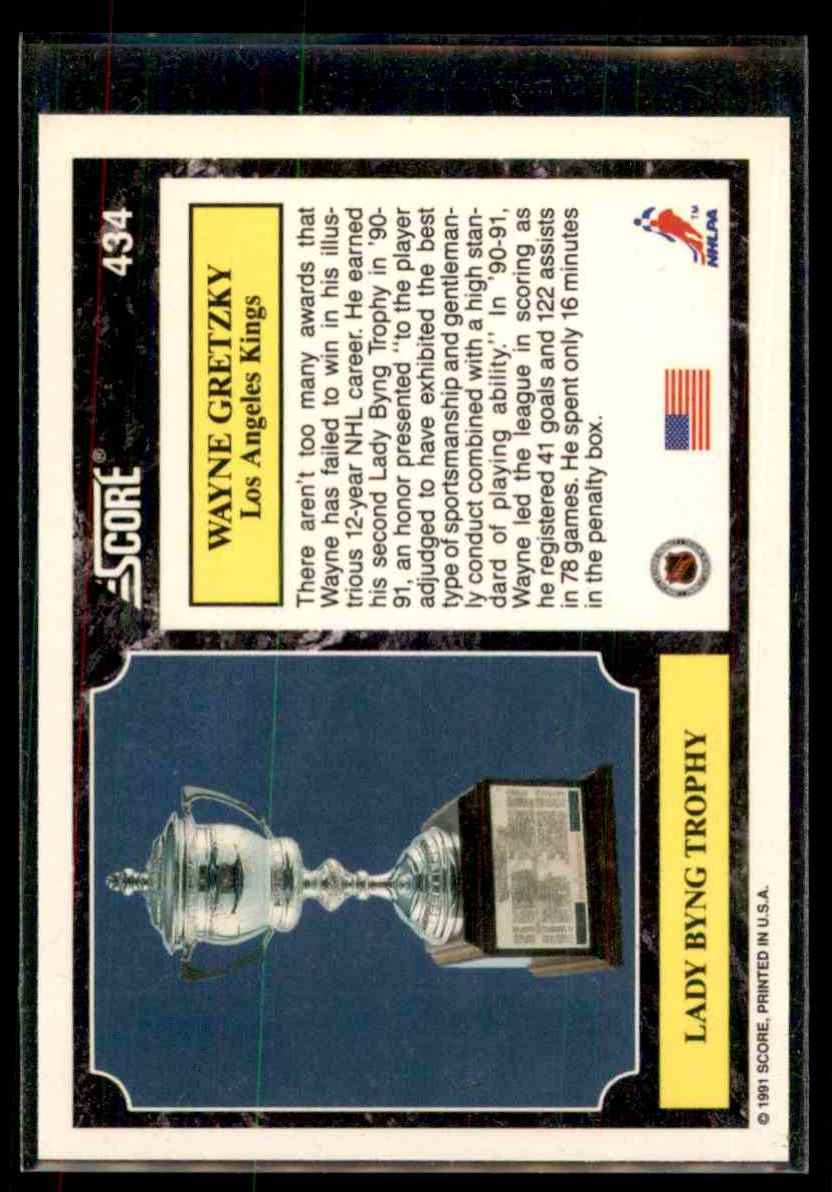 SCORE®
434
WAYNE GRETZKY
Los Angeles Kings
There aren't too many awards that
Wayne has failed to win in his illus-
trious 12-year NHL career. He earned
his second Lady Byng Trophy in '90-
91, an honor presented "to the player
adjudged to have exhibited the best
type of sportsmanship and gentleman-
ly conduct combined with a high stan-
dard of playing ability." In '90-91,
Wayne led the league in scoring as
he registered 41 goals and 122 assists
in 78 games. He spent only 16 minutes
in the penalty box.
NHLPA
TM
LADY BYNG TROPHY
© 1991 SCORE, PRINTED IN U.S.A.